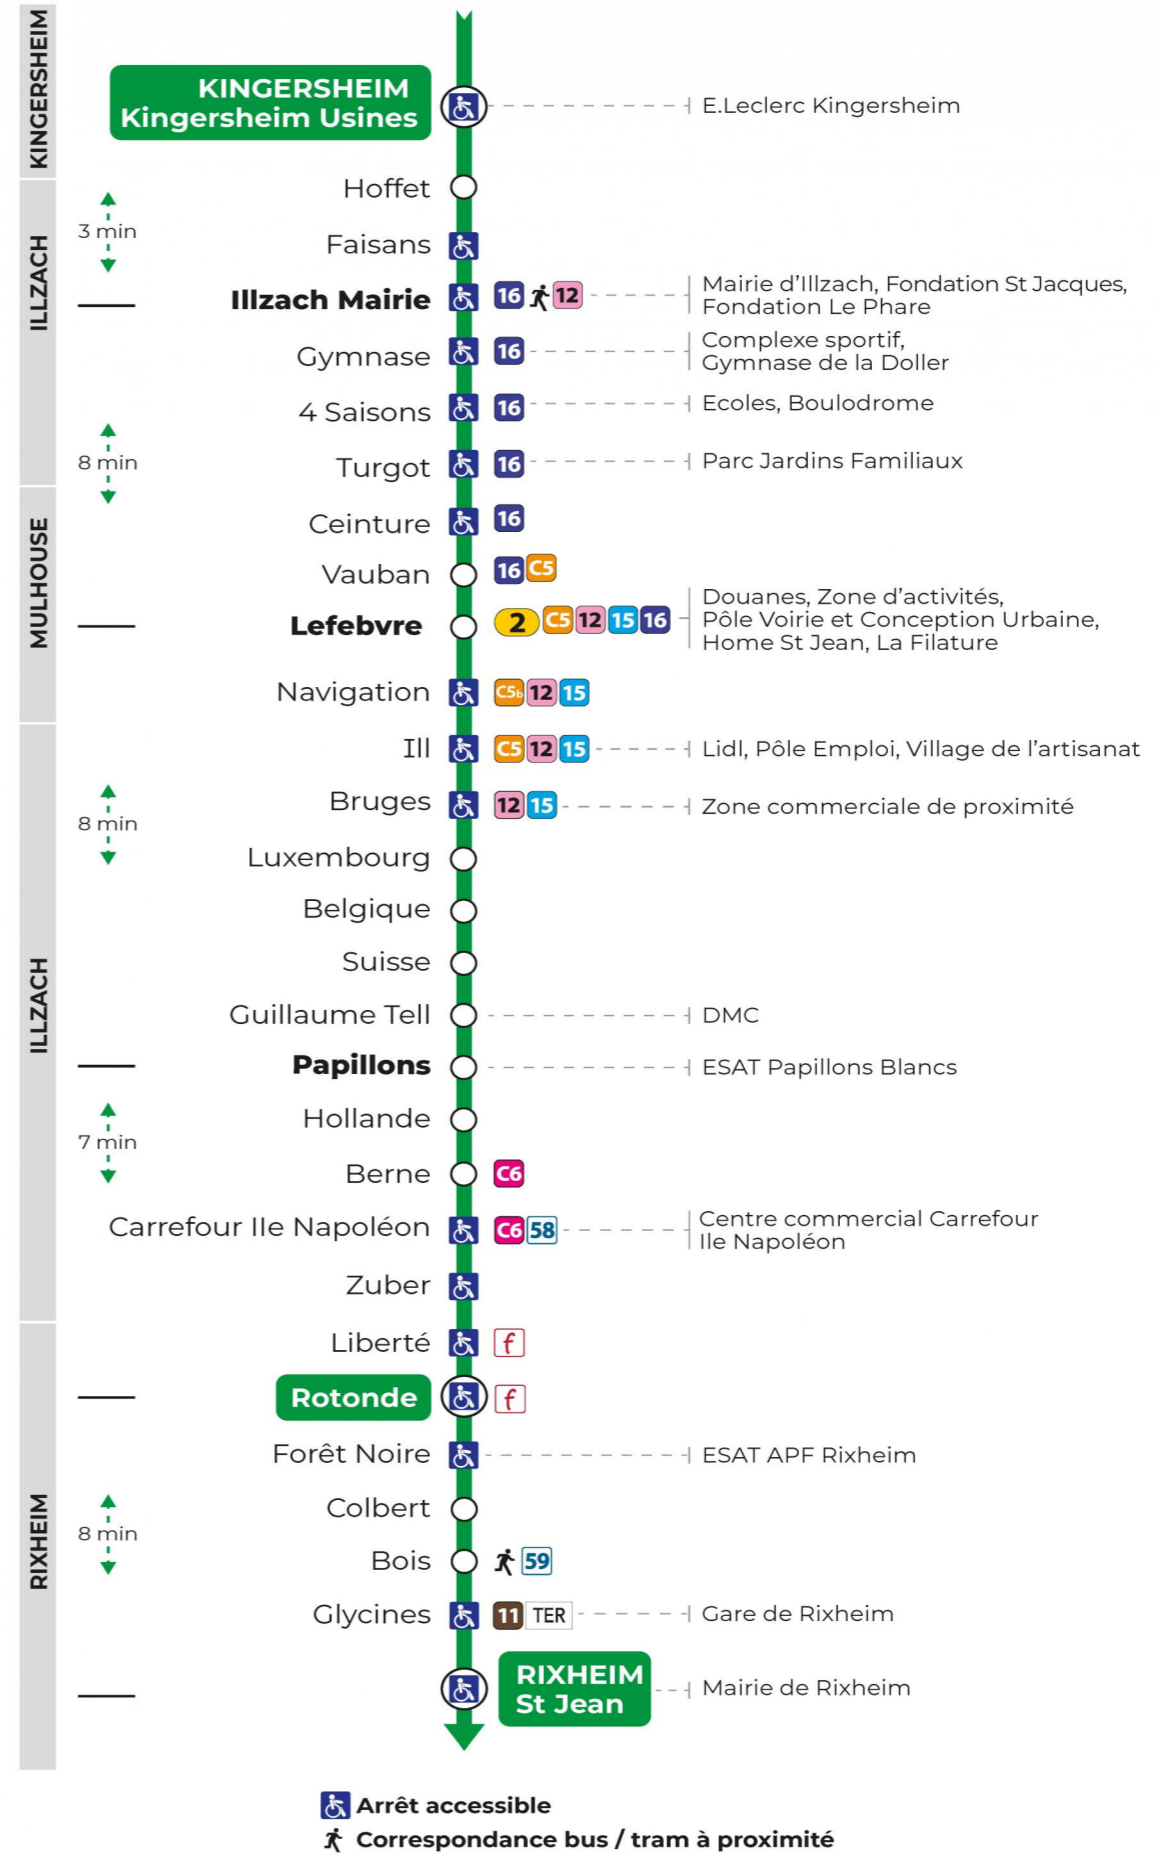 KINGERSHEIM
KINGERSHEIM
Kingersheim Usines
E.Leclerc Kingersheim
ILLZACH
Hoffet
3 min
Faisans
Illzach Mairie
16 12
Mairie d'Illzach, Fondation St Jacques,
Fondation Le Phare
Gymnase
16
Complexe sportif,
Gymnase de la Doller
4 Saisons
16
Ecoles, Boulodrome
8 min
Turgot
16
Parc Jardins Familiaux
MULHOUSE
Ceinture
16
Vauban
16 C5
Lefebvre
2 C5 12 15 16
Douanes, Zone d'activités,
Pôle Voirie et Conception Urbaine,
Home St Jean, La Filature
Navigation
C5b 12 15
ILLZACH
Ill
C5 12 15
Lidl, Pôle Emploi, Village de l'artisanat
Bruges
12 15
Zone commerciale de proximité
8 min
Luxembourg
Belgique
Suisse
Guillaume Tell
DMC
Papillons
ESAT Papillons Blancs
Hollande
7 min
Berne
C6
Carrefour Ile Napoléon
C6 58
Centre commercial Carrefour
Ile Napoléon
Zuber
RIXHEIM
Liberté
f
Rotonde
f
Forêt Noire
ESAT APF Rixheim
Colbert
8 min
Bois
59
Glycines
11 TER
Gare de Rixheim
RIXHEIM
St Jean
Mairie de Rixheim
Arrêt accessible
Correspondance bus / tram à proximité